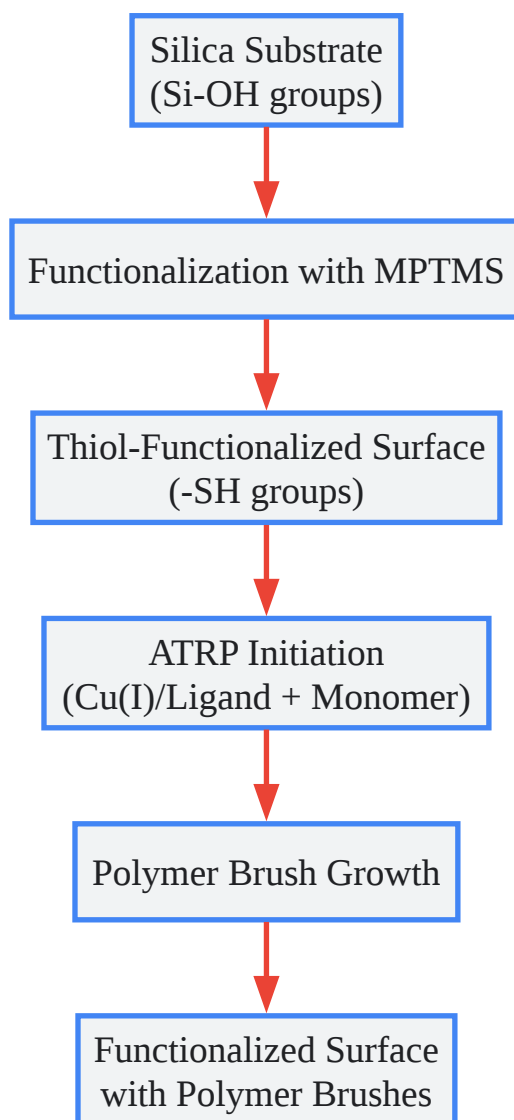 Silica Substrate
(Si-OH groups)
Functionalization with MPTMS
Thiol-Functionalized Surface
(-SH groups)
ATRP Initiation
(Cu(I)/Ligand + Monomer)
Polymer Brush Growth
Functionalized Surface
with Polymer Brushes